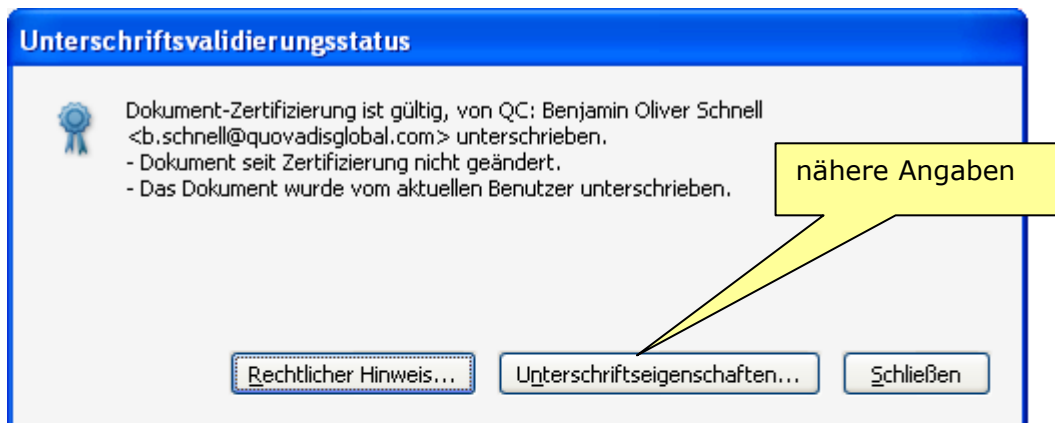 Unterschriftsvalidierungsstatus
Dokument-Zertifizierung ist gültig, von QC: Benjamin Oliver Schnell
<b.schnell@quovadisglobal.com> unterschrieben.
- Dokument seit Zertifizierung nicht geändert.
- Das Dokument wurde vom aktuellen Benutzer unterschrieben.
nähere Angaben
Rechtlicher Hinweis... Unterschriftseigenschaften... Schließen